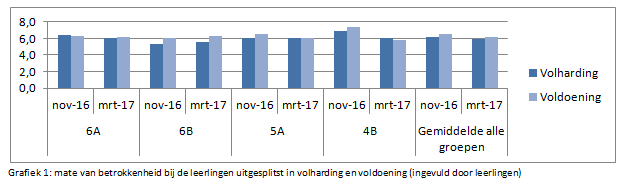 8,0
6,0
4,0
2,0
0,0
nov-16 mrt-17 nov-16 mrt-17 nov-16 mrt-17 nov-16 mrt-17 nov-16 mrt-17
6A 6B 5A 4B Gemiddelde alle
groepen
Volharding
Voldoening
Grafiek 1: mate van betrokkenheid bij de leerlingen uitgesplitst in volharding en voldoening (ingevuld door leerlingen)